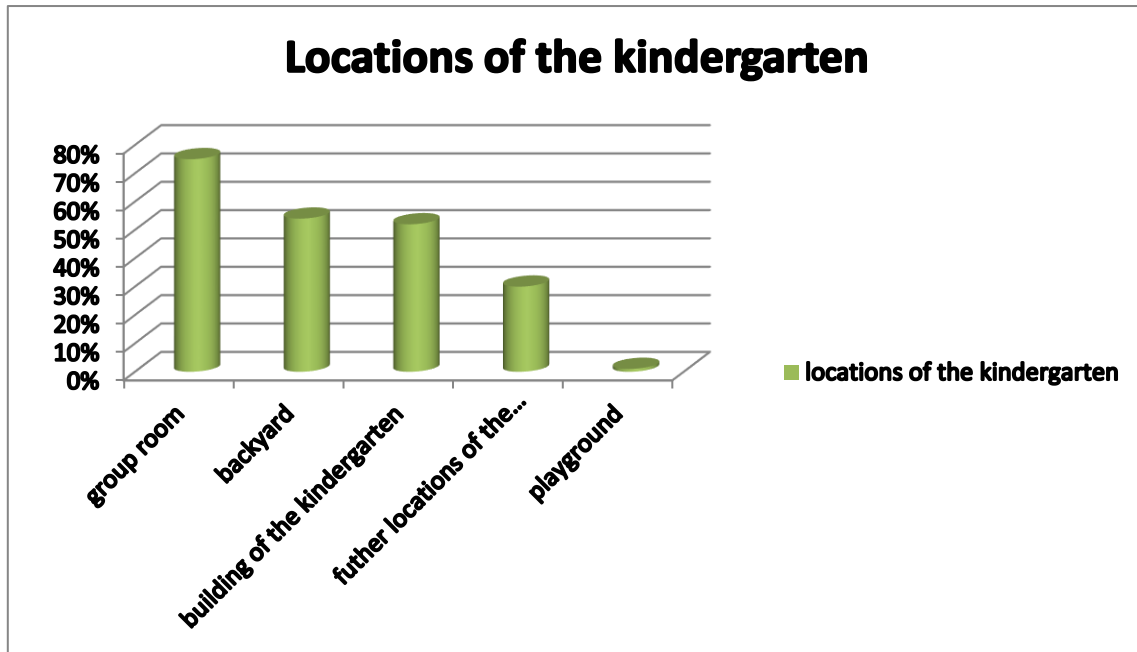 Locations of the kindergarten
80%
70%
60%
50%
40%
30%
20%
10%
0%
group room
backyard
building of the kindergarten
futher locations of the...
playground
locations of the kindergarten